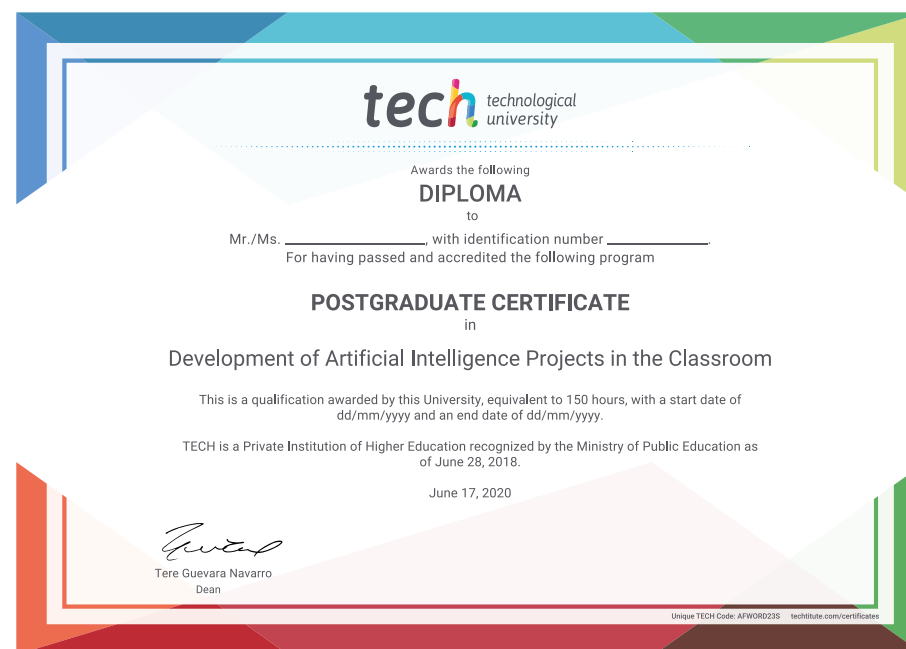 tech technological
university
Awards the following
DIPLOMA
to
Mr./Ms. ____________________, with identification number ______________.
For having passed and accredited the following program
POSTGRADUATE CERTIFICATE
in
Development of Artificial Intelligence Projects in the Classroom
This is a qualification awarded by this University, equivalent to 150 hours, with a start date of
dd/mm/yyyy and an end date of dd/mm/yyyy.
TECH is a Private Institution of Higher Education recognized by the Ministry of Public Education as
of June 28, 2018.
June 17, 2020
Tere Guevara Navarro
Dean
Unique TECH Code: AFWORD23S techtitute.com/certificates